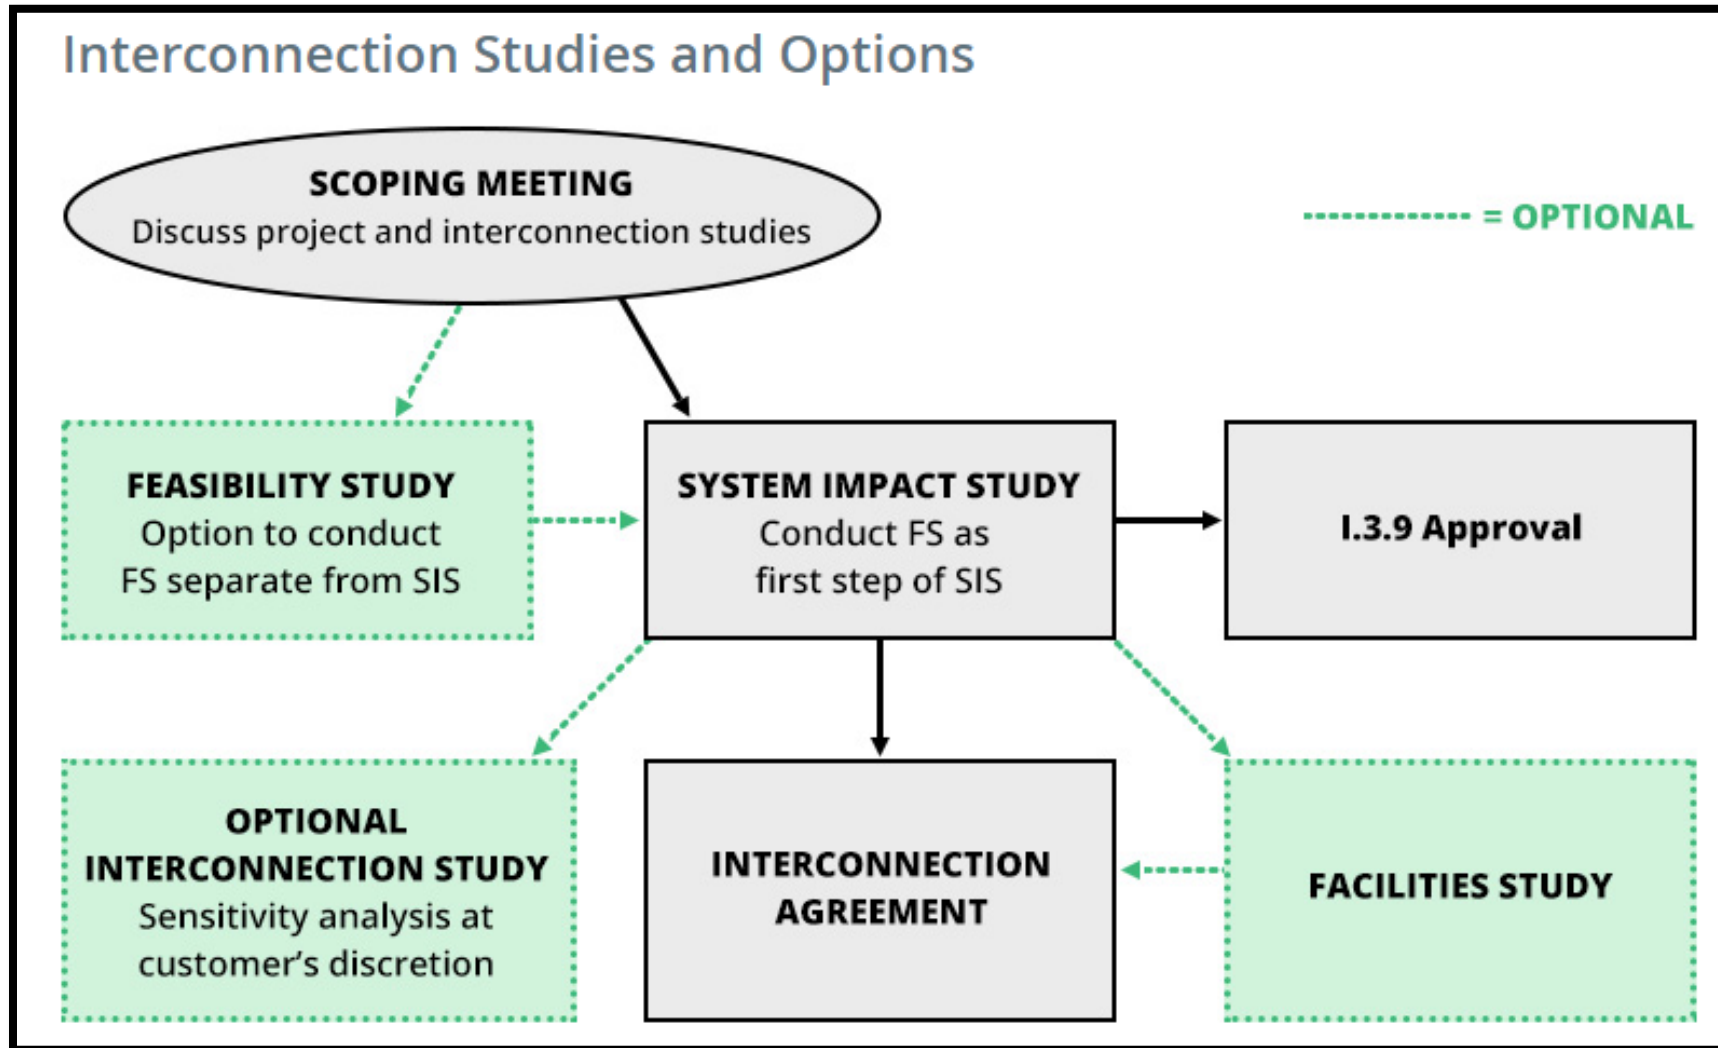 Interconnection Studies and Options
SCOPING MEETING
Discuss project and interconnection studies
= OPTIONAL
FEASIBILITY STUDY
Option to conduct
FS separate from SIS
SYSTEM IMPACT STUDY
Conduct FS as
first step of SIS
I.3.9 Approval
OPTIONAL
INTERCONNECTION STUDY
Sensitivity analysis at
customer’s discretion
INTERCONNECTION
AGREEMENT
FACILITIES STUDY